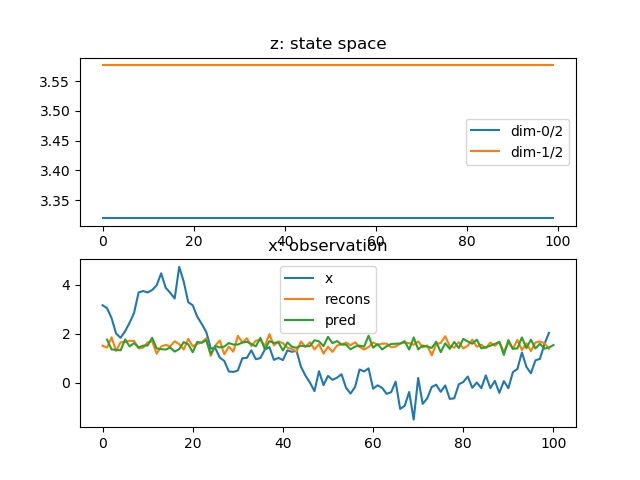 z: state space
3.55
3.50
3.45
3.40
3.35
dim-0/2
dim-1/2
0 20 40 60 80 100
x: observation
4
2
0
x
recons
pred
0 20 40 60 80 100